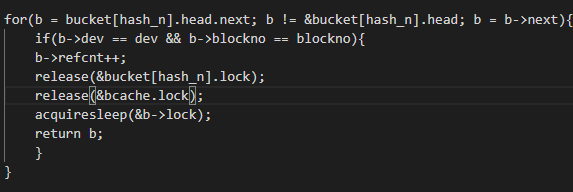 for(b = bucket[hash_n].head.next; b != &bucket[hash_n].head; b = b->next){
if(b->dev == dev && b->blockno == blockno){
b->refcnt++;
release(&bucket[hash_n].lock);
release(&bcache.lock);
acquiresleep(&b->lock);
return b;
}
}